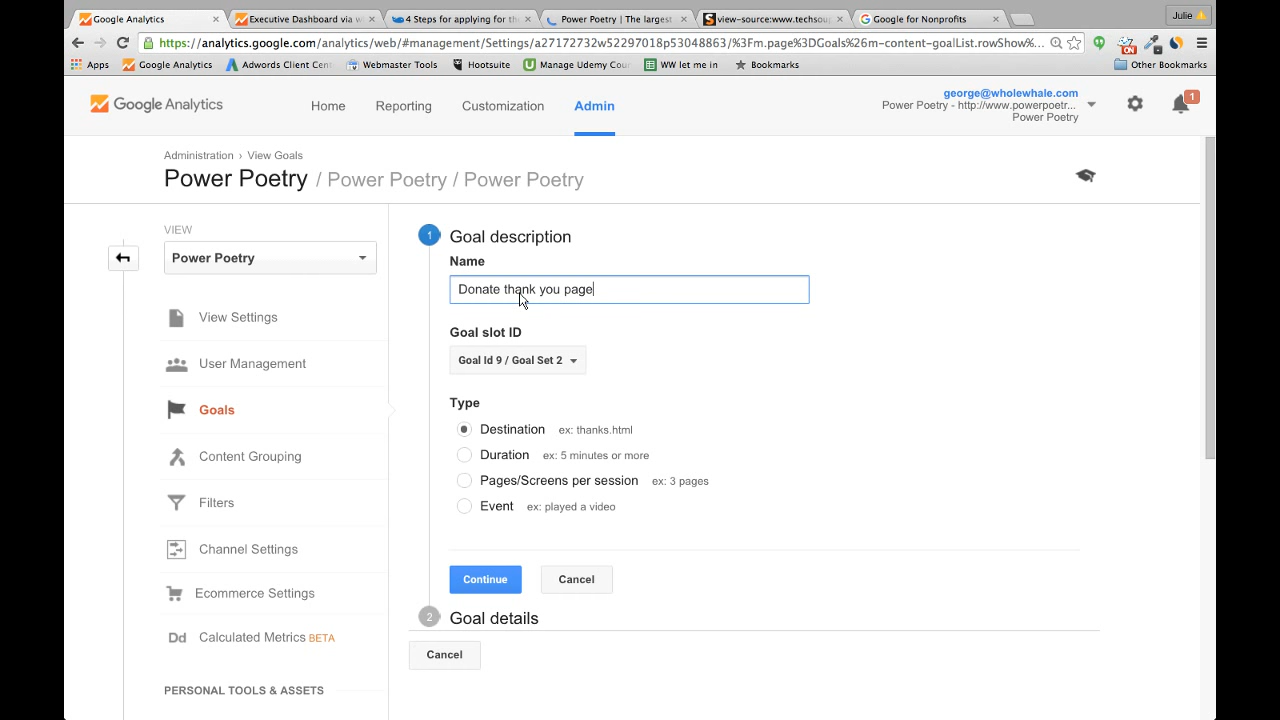 Google Analytics
Executive Dashboard via w
4 Steps for applying for th
Power Poetry | The largest
view-source:www.techsou
Google for Nonprofits
Julie
https://analytics.google.com/analytics/web/#management/Settings/a27172732w52297018p53048863/%3Fm.page%3DGoals%26m-content-goalList.rowShow%...
ON
Apps
Google Analytics
Adwords Client Cen
Webmaster Tool
Hootsuite
Manage Udemy Cou
WW let me in
Bookmarks
Other Bookmarks
Google Analytics
Home
Reporting
Customization
Admin
george@wholewhale.com
Power Poetry - http://www.powerpoetr...
Power Poetry
1
Administration › View Goals
Power Poetry / Power Poetry / Power Poetry
VIEW
Power Poetry
View Settings
User Management
Goals
Content Grouping
Filters
Channel Settings
Ecommerce Settings
Dd Calculated Metrics BETA
PERSONAL TOOLS & ASSETS
1 Goal description
Name
Donate thank you page
Goal slot ID
Goal Id 9 / Goal Set 2
Type
Destination ex: thanks.html
Duration ex: 5 minutes or more
Pages/Screens per session ex: 3 pages
Event ex: played a video
Continue
Cancel
2 Goal details
Cancel